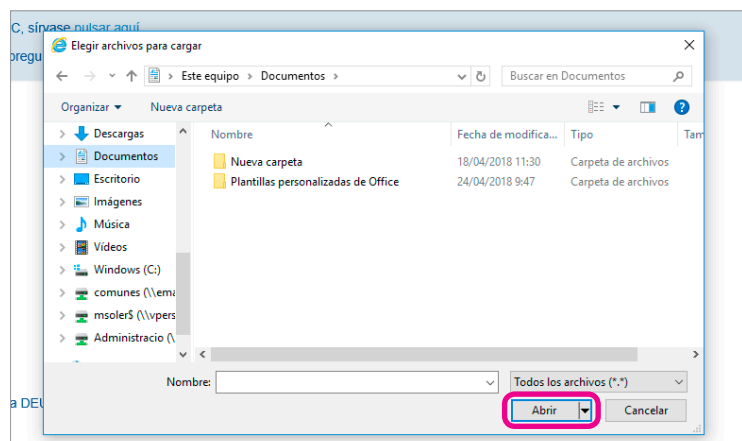 C, sírvase pulsar aquí
pregu
Elegir archivos para cargar
Este equipo > Documentos >
Buscar en Documentos
Organizar
Nueva carpeta
Nombre
Fecha de modifica...
Tipo
Tam
Descargas
Documentos
Escritorio
Imágenes
Música
Vídeos
Windows (C:)
comunes (\\ema
msoler$ (\\vpers
Administracio (\
Nueva carpeta 18/04/2018 11:30 Carpeta de archivos
Plantillas personalizadas de Office 24/04/2018 9:47 Carpeta de archivos
Nombre:
Todos los archivos (*.*)
a DEU
Abrir
Cancelar